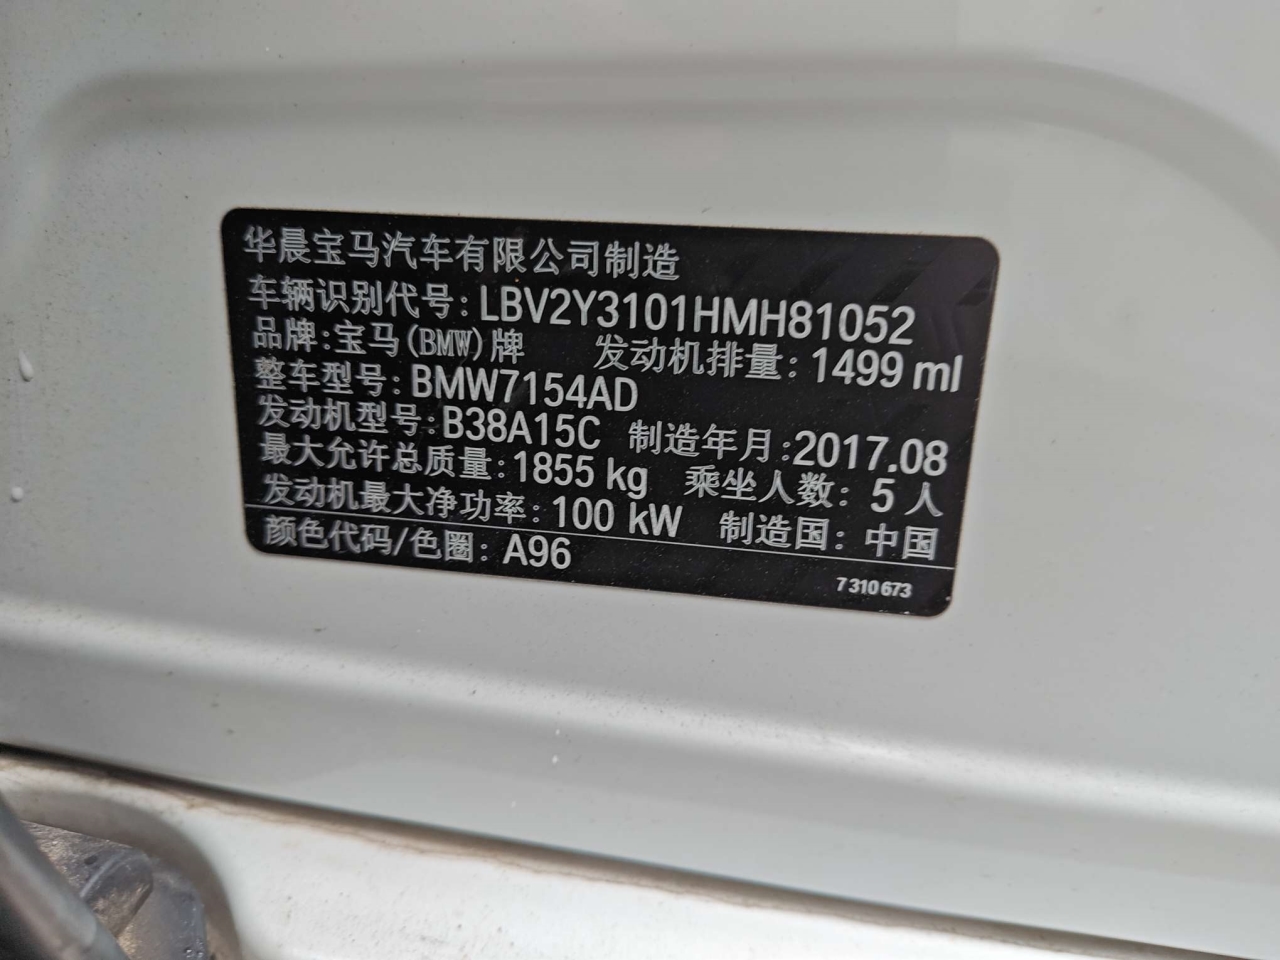 华晨宝马汽车有限公司制造
车辆识别代号: LBV2Y3101HMH81052
品牌:宝马(BMW)牌 发动机排量: 1499 ml
整车型号: BMW7154AD
发动机型号: B38A15C 制造年月:2017.08
最大允许总质量: 1855 kg 乘坐人数: 5 人
发动机最大净功率: 100 kW 制造国: 中国
颜色代码/色圈: A96
7 310 673